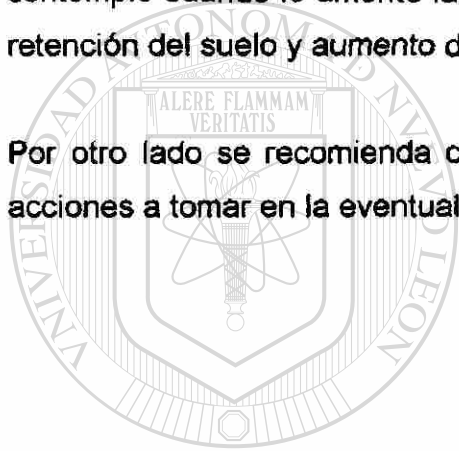 contemple cuando lo amerite la
retención del suelo y aumento d
Por otro lado se recomienda c
acciones a tomar en la eventual
ALERE FLAMMAM
VERITATIS